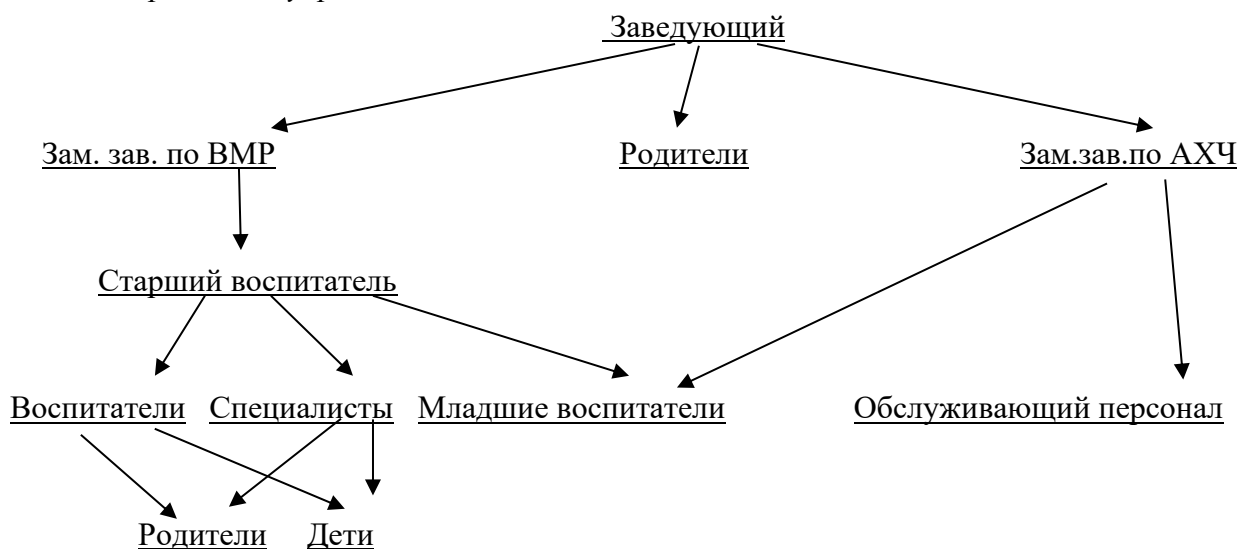 Заведующий
Зам. зав. по ВМР Родители Зам.зав.по АХЧ
Старший воспитатель
Воспитатели Специалисты Младшие воспитатели Обслуживающий персонал
Родители Дети